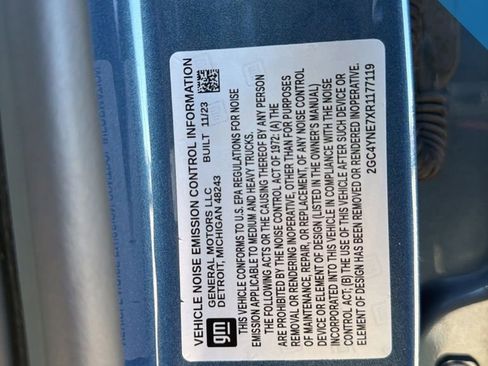 VEHICLE NOISE EMISSION CONTROL INFORMATION
gm
GENERAL MOTORS LLC BUILT 11/23
DETROIT, MICHIGAN 48243
THIS VEHICLE CONFORMS TO U.S. EPA REGULATIONS FOR NOISE
EMISSION APPLICABLE TO MEDIUM AND HEAVY TRUCKS.
THE FOLLOWING ACTS OR THE CAUSING THEREOF BY ANY PERSON
ARE PROHIBITED BY THE NOISE CONTROL ACT OF 1972: (A) THE
REMOVAL OR RENDERING INOPERATIVE, OTHER THAN FOR PURPOSES
OF MAINTENANCE, REPAIR, OR REPLACEMENT, OF ANY NOISE CONTROL
DEVICE OR ELEMENT OF DESIGN (LISTED IN THE OWNER'S MANUAL)
INCORPORATED INTO THIS VEHICLE IN COMPLIANCE WITH THE NOISE
CONTROL ACT, (B) THE USE OF THIS VEHICLE AFTER SUCH DEVICE OR
ELEMENT OF DESIGN HAS BEEN REMOVED OR RENDERED INOPERATIVE.
2GC4YNE7XR1177119